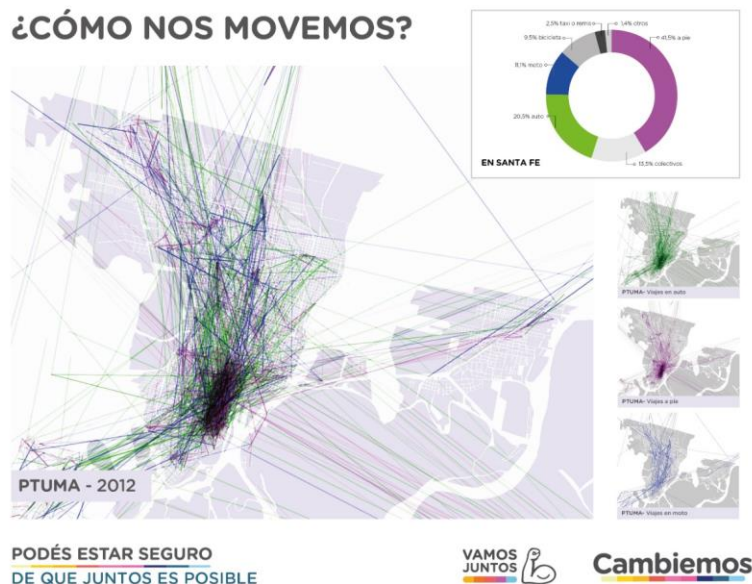 ¿CÓMO NOS MOVEMOS?
2,5% taxi o remis
1,4% otros
9,5% bicicleta
41,5% a pie
8,1% moto
20,5% auto
EN SANTA FE
13,5% colectivos
PTUMA- Viajes en auto
PTUMA- Viajes a pie
PTUMA - 2012
PTUMA- Viajes en moto
PODÉS ESTAR SEGURO
DE QUE JUNTOS ES POSIBLE
VAMOS
JUNTOS
Cambiemos